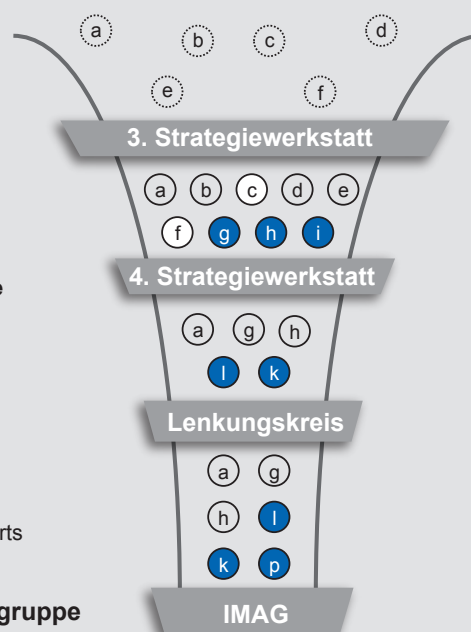 a b c d
e f
3. Strategiewerkstatt
a b c d e
f g h i
4. Strategiewerkstatt
e
a g h
l k
Lenkungskreis
a g
h l
rts
k p
gruppe IMAG